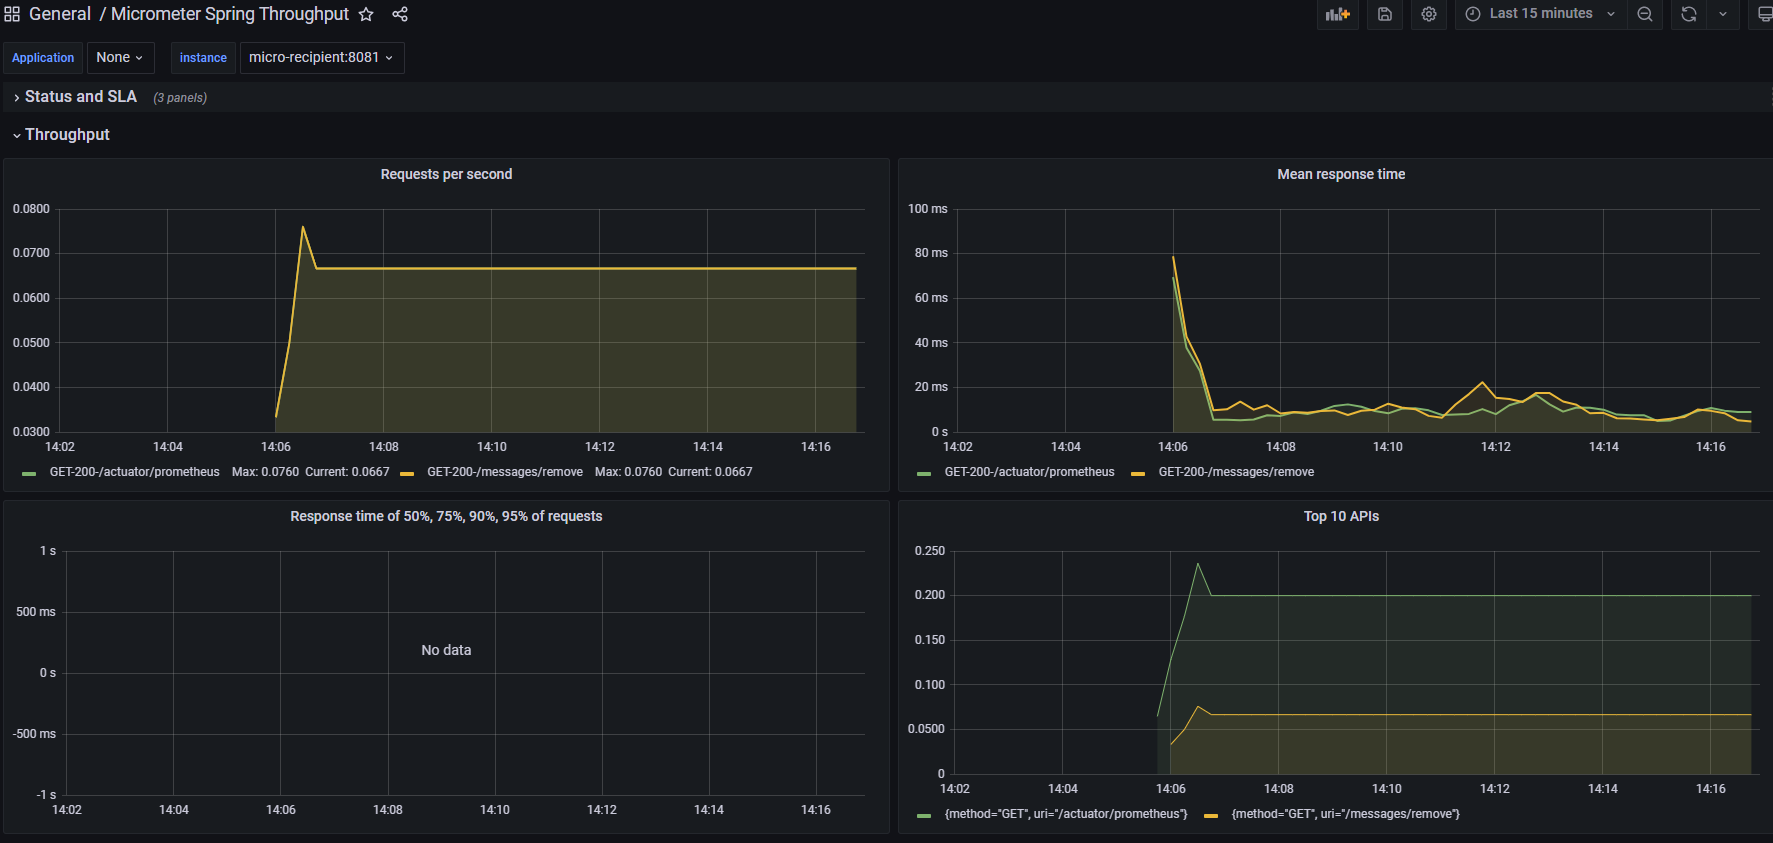 General / Micrometer Spring Throughput
Last 15 minutes
Application None instance micro-recipient:8081
Status and SLA (3 panels)
Throughput
Requests per second
0.0800
0.0700
0.0600
0.0500
0.0400
0.0300
14:02 14:04 14:06 14:08 14:10 14:12 14:14 14:16
GET-200-/actuator/prometheus Max: 0.0760 Current: 0.0667 GET-200-/messages/remove Max: 0.0760 Current: 0.0667
Mean response time
100 ms
80 ms
60 ms
40 ms
20 ms
0 s
14:02 14:04 14:06 14:08 14:10 14:12 14:14 14:16
GET-200-/actuator/prometheus GET-200-/messages/remove
Response time of 50%, 75%, 90%, 95% of requests
1 s
500 ms
0 s
-500 ms
-1 s
No data
14:02 14:04 14:06 14:08 14:10 14:12 14:14 14:16
Top 10 APIs
0.250
0.200
0.150
0.100
0.0500
0
14:02 14:04 14:06 14:08 14:10 14:12 14:14 14:16
{method="GET", uri="/actuator/prometheus"} {method="GET", uri="/messages/remove"}